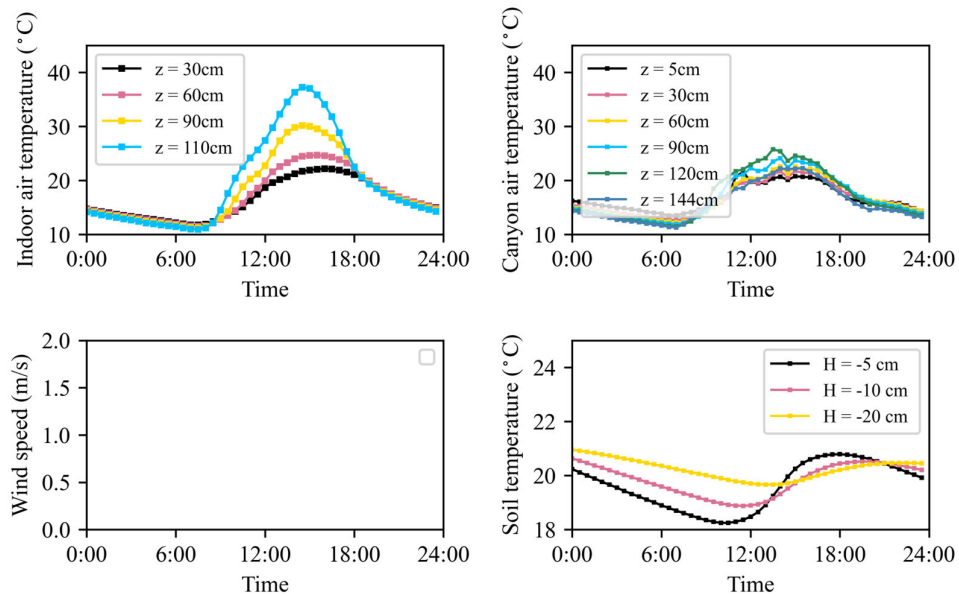 Indoor air temperature (°C)
40
30
20
10
z = 30cm
z = 60cm
z = 90cm
z = 110cm
0:00 6:00 12:00 18:00 24:00
Time
Canyon air temperature (°C)
40
30
20
10
z = 5cm
z = 30cm
z = 60cm
z = 90cm
z = 120cm
z = 144cm
0:00 6:00 12:00 18:00 24:00
Time
Wind speed (m/s)
2.0
1.5
1.0
0.5
0.0
0:00 6:00 12:00 18:00 24:00
Time
Soil temperature (°C)
24
22
20
18
H = -5 cm
H = -10 cm
H = -20 cm
0:00 6:00 12:00 18:00 24:00
Time